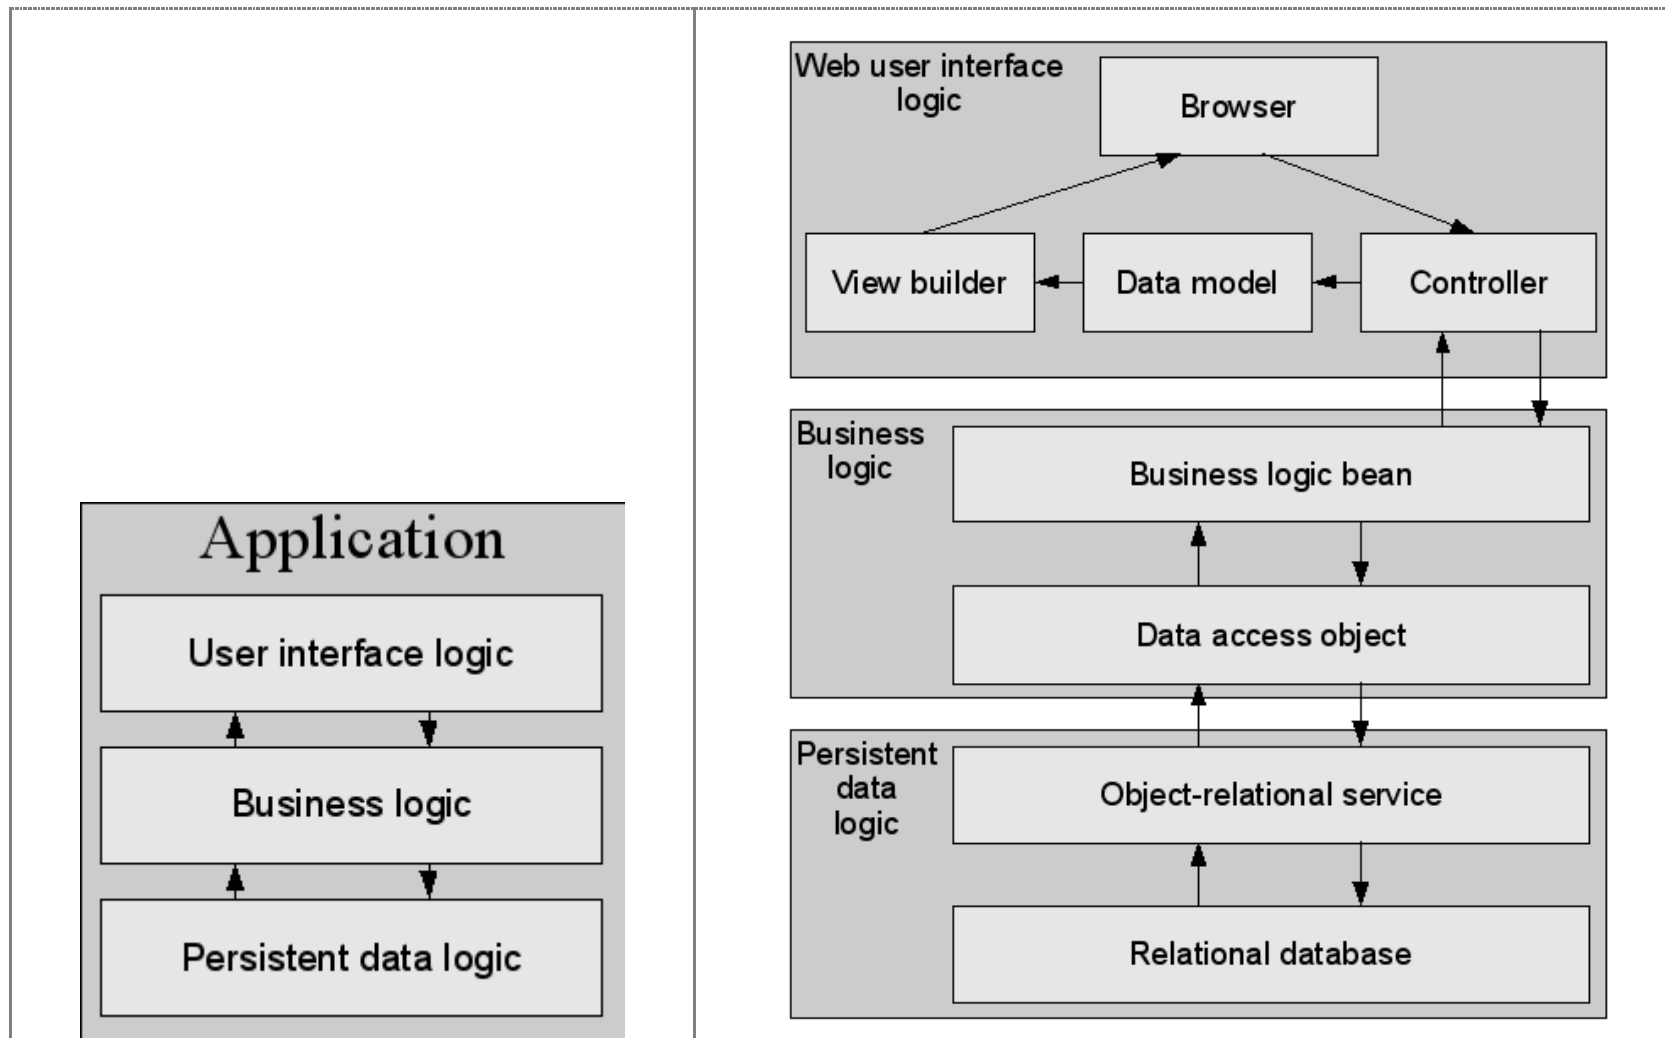 Application
User interface logic
Business logic
Persistent data logic
Web user interface
logic
Browser
View builder
Data model
Controller
Business
logic
Business logic bean
Data access object
Persistent
data
logic
Object-relational service
Relational database